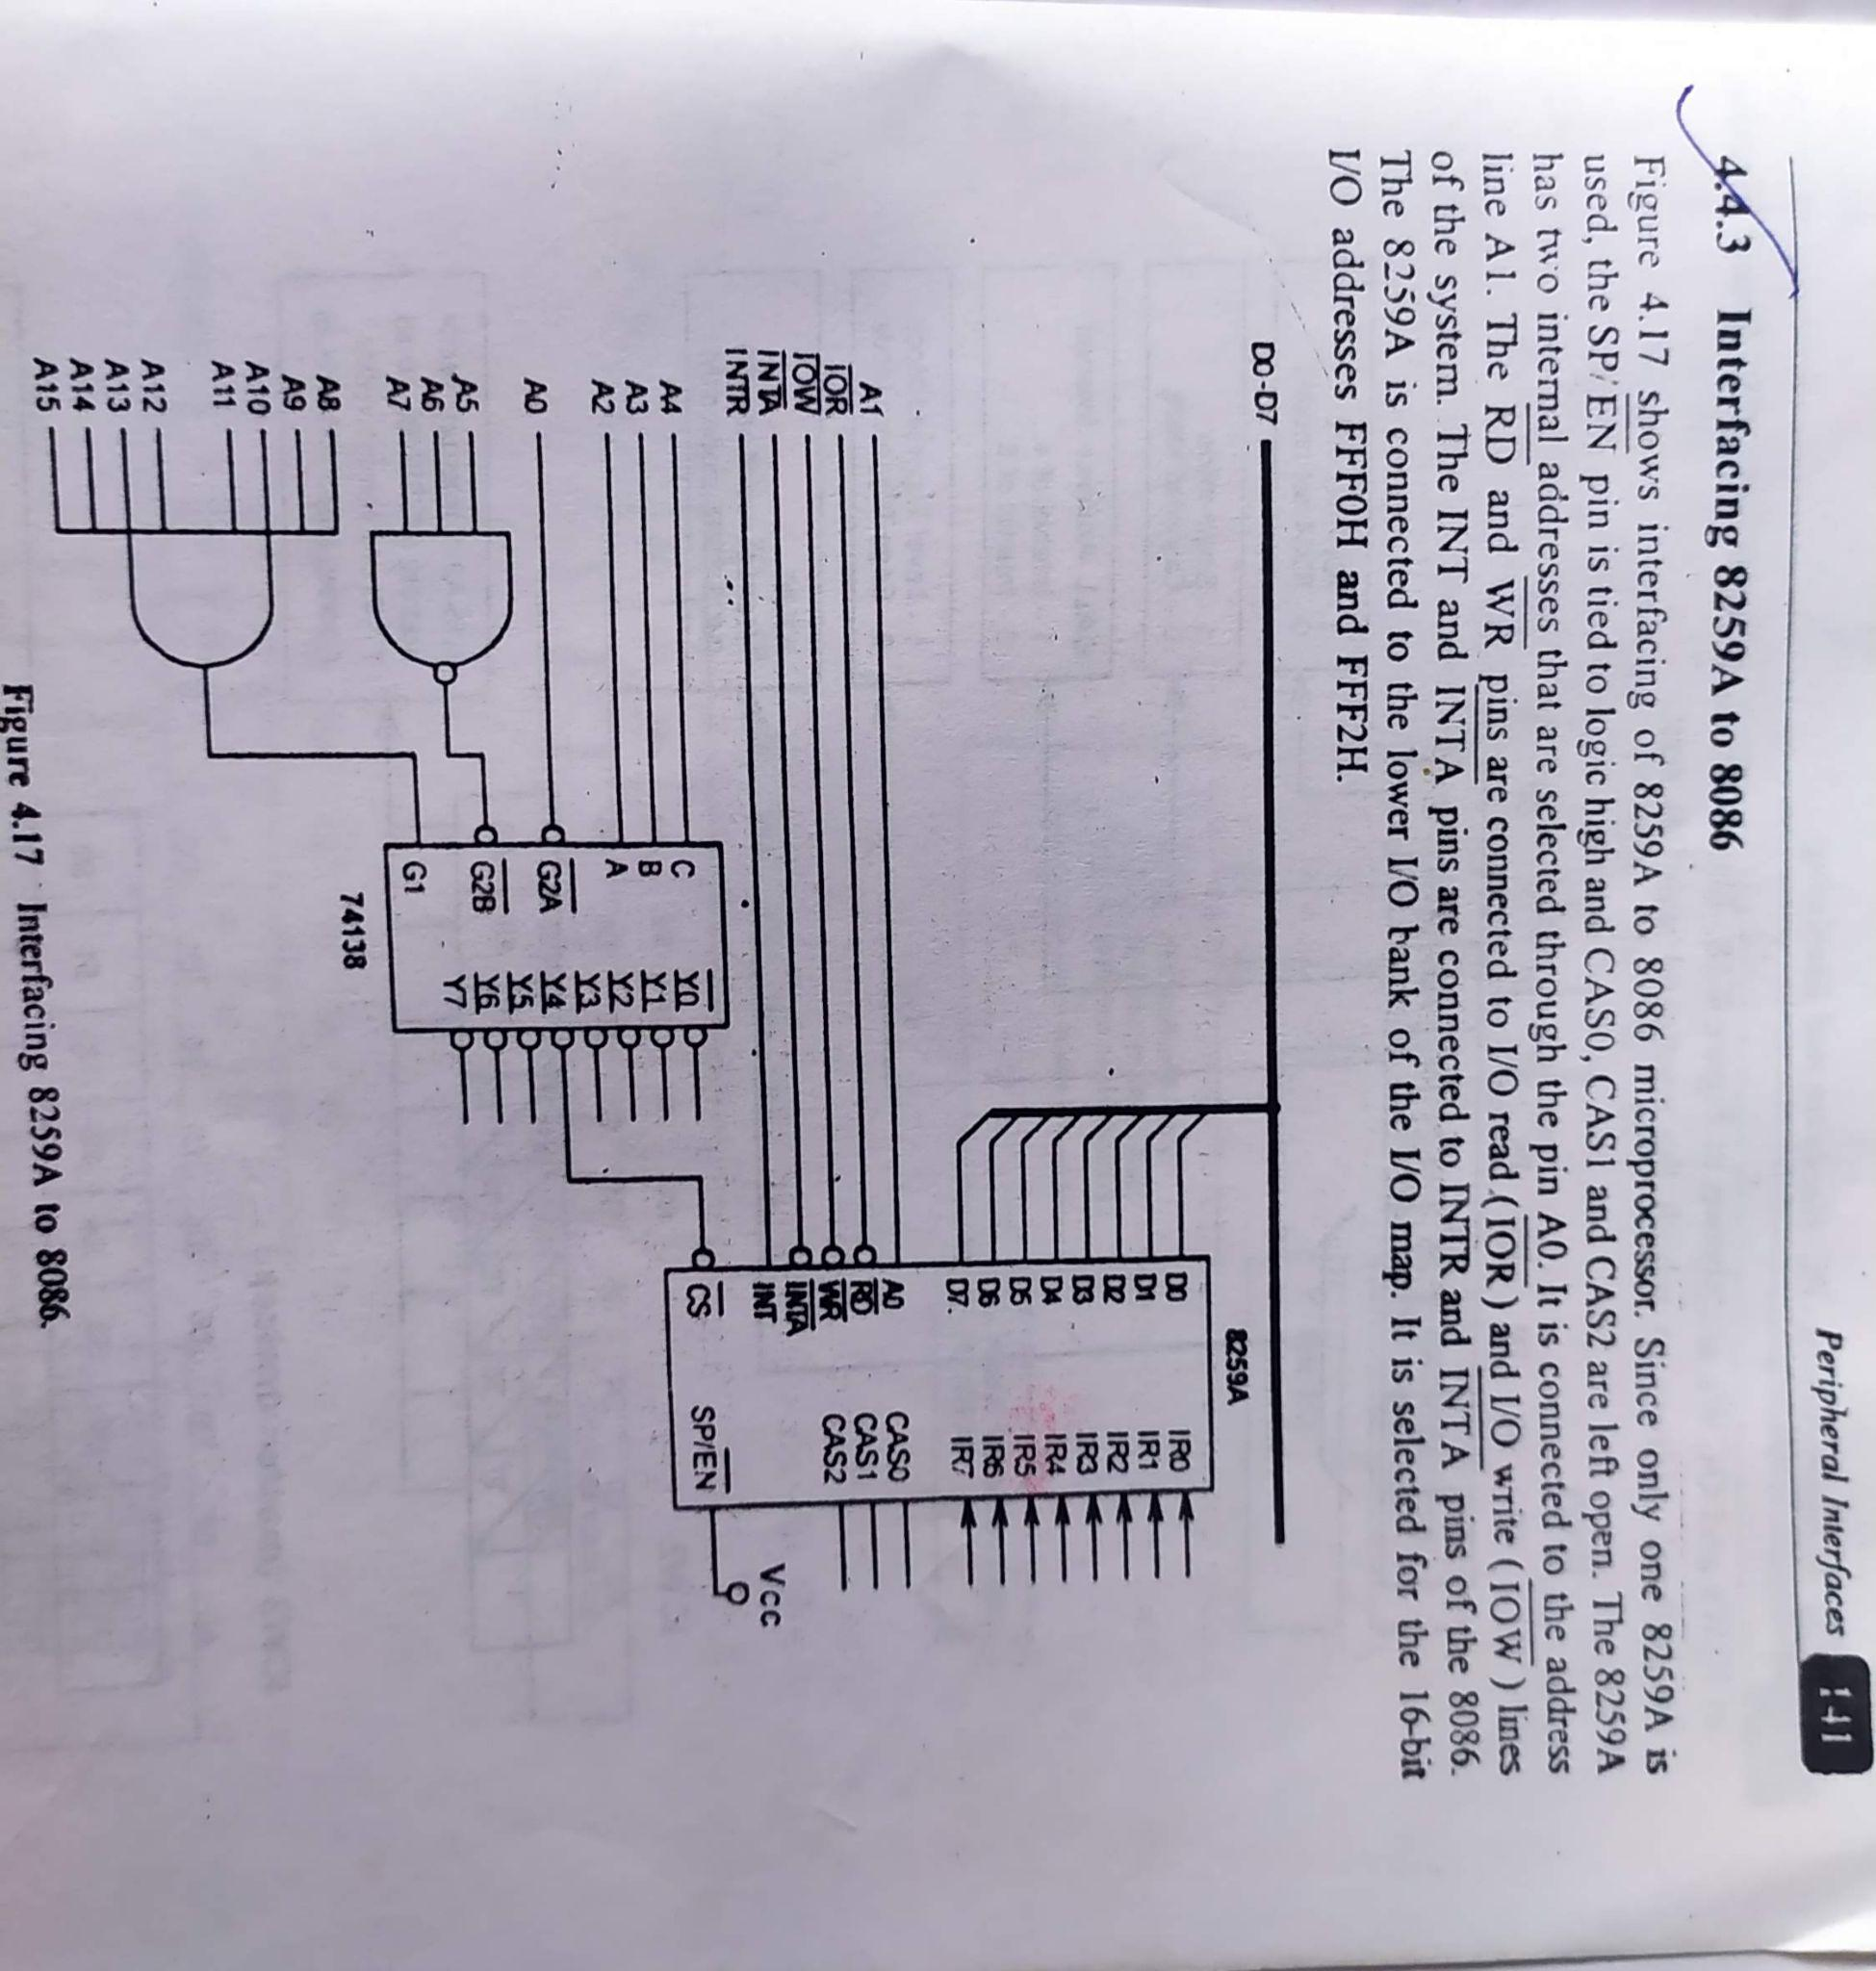 Peripheral Interfaces 141
4.4.3 Interfacing 8259A to 8086
Figure 4.17 shows interfacing of 8259A to 8086 microprocessor. Since only one 8259A is
used, the SP/EN pin is tied to logic high and CAS0, CAS1 and CAS2 are left open. The 8259A
has two internal addresses that are selected through the pin A0. It is connected to the address
line A1. The RD and WR pins are connected to I/O read (IOR) and I/O write (IOW) lines
of the system. The INT and INTA pins are connected to INTR and INTA pins of the 8086.
The 8259A is connected to the lower I/O bank of the I/O map. It is selected for the 16-bit
I/O addresses FFF0H and FFF2H.
D0-D7
8259A
D0 IR0
D1 IR1
D2 IR2
D3 IR3
D4 IR4
D5 IR5
D6 IR6
D7 IR7
A1 A0 CAS0
IOR RD CAS1
IOW WR CAS2
INTA INTA
INTR INT
Vcc
CS SP/EN
A4 C Y0
A3 B Y1
A2 A Y2
Y3
A0 G2A Y4
Y5
A5 G2B Y6
A6 Y7
A7 G1
74138
A8
A9
A10
A11
A12
A13
A14
A15
Figure 4.17 Interfacing 8259A to 8086.